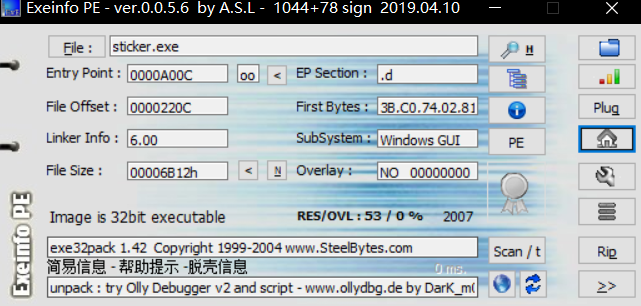 Exeinfo PE - ver.0.0.5.6 by A.S.L - 1044+78 sign 2019.04.10
File : sticker.exe H
Entry Point : 0000A00C oo < EP Section : .d
File Offset : 0000220C First Bytes : 3B.C0.74.02.81 Plug
Linker Info : 6.00 SubSystem : Windows GUI PE
File Size : 00006B12h < N Overlay : NO 00000000
Image is 32bit executable RES/OVL : 53 / 0 % 2007
Exeinfo PE
exe32pack 1.42 Copyright 1999-2004 www.SteelBytes.com Scan / t Rip
简易信息 - 帮助提示 -脱壳信息 0 ms.
unpack : try Olly Debugger v2 and script - www.ollydbg.de by DarK_m >>